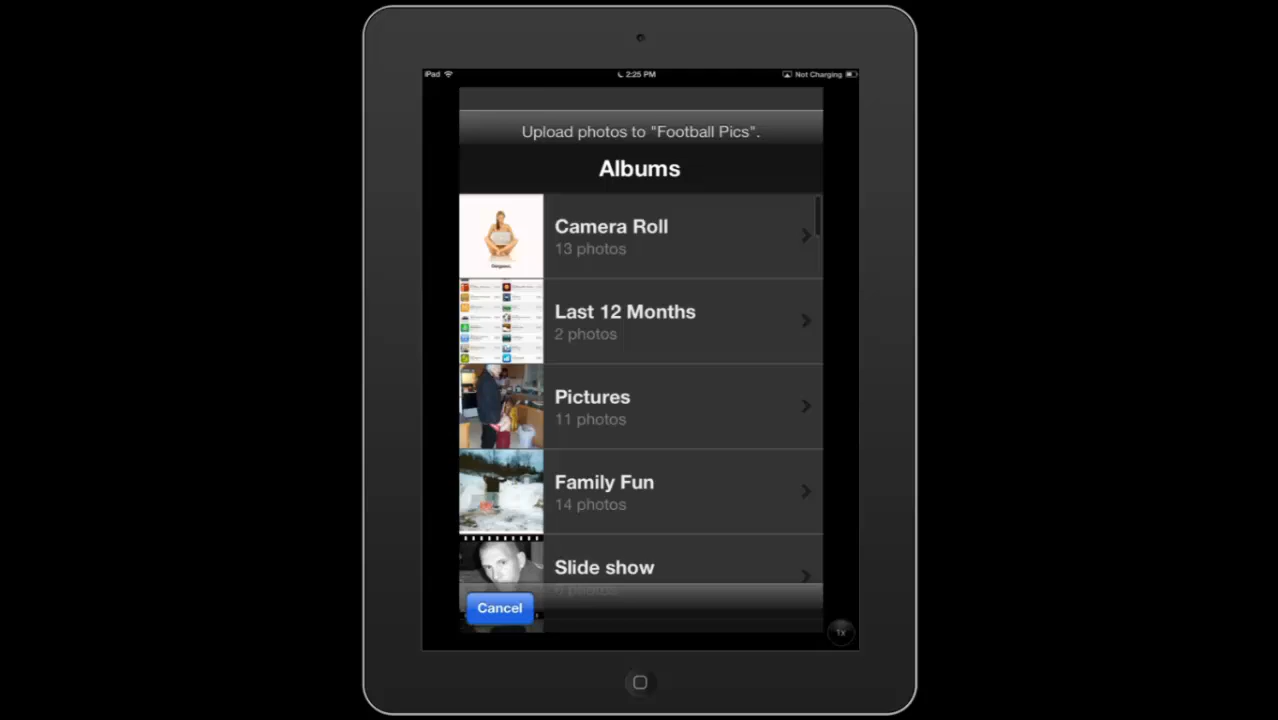 iPad
2:25 PM
Not Charging
Upload photos to "Football Pics".
Albums
Camera Roll
13 photos
Last 12 Months
2 photos
Pictures
11 photos
Family Fun
14 photos
Slide show
Cancel
1x